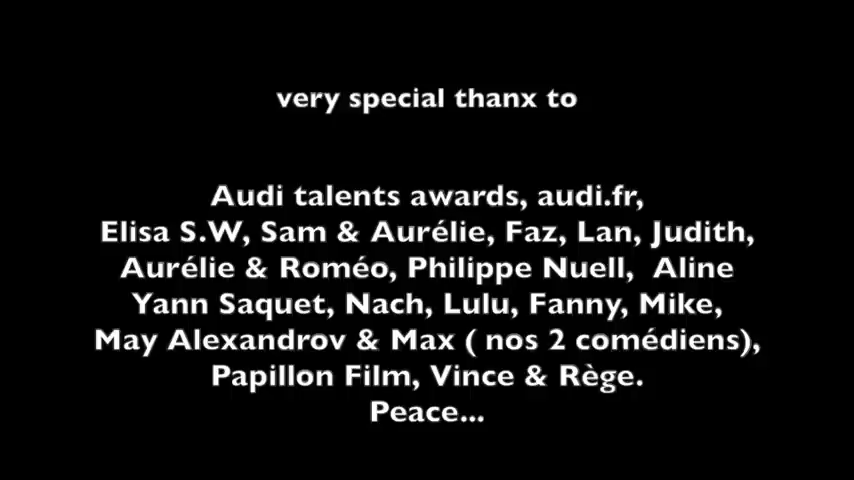 very special thanx to
Audi talents awards, audi.fr,
Elisa S.W, Sam & Aurélie, Faz, Lan, Judith,
Aurélie & Roméo, Philippe Nuell,  Aline
Yann Saquet, Nach, Lulu, Fanny, Mike,
May Alexandrov & Max ( nos 2 comédiens),
Papillon Film, Vince & Rège.
Peace...